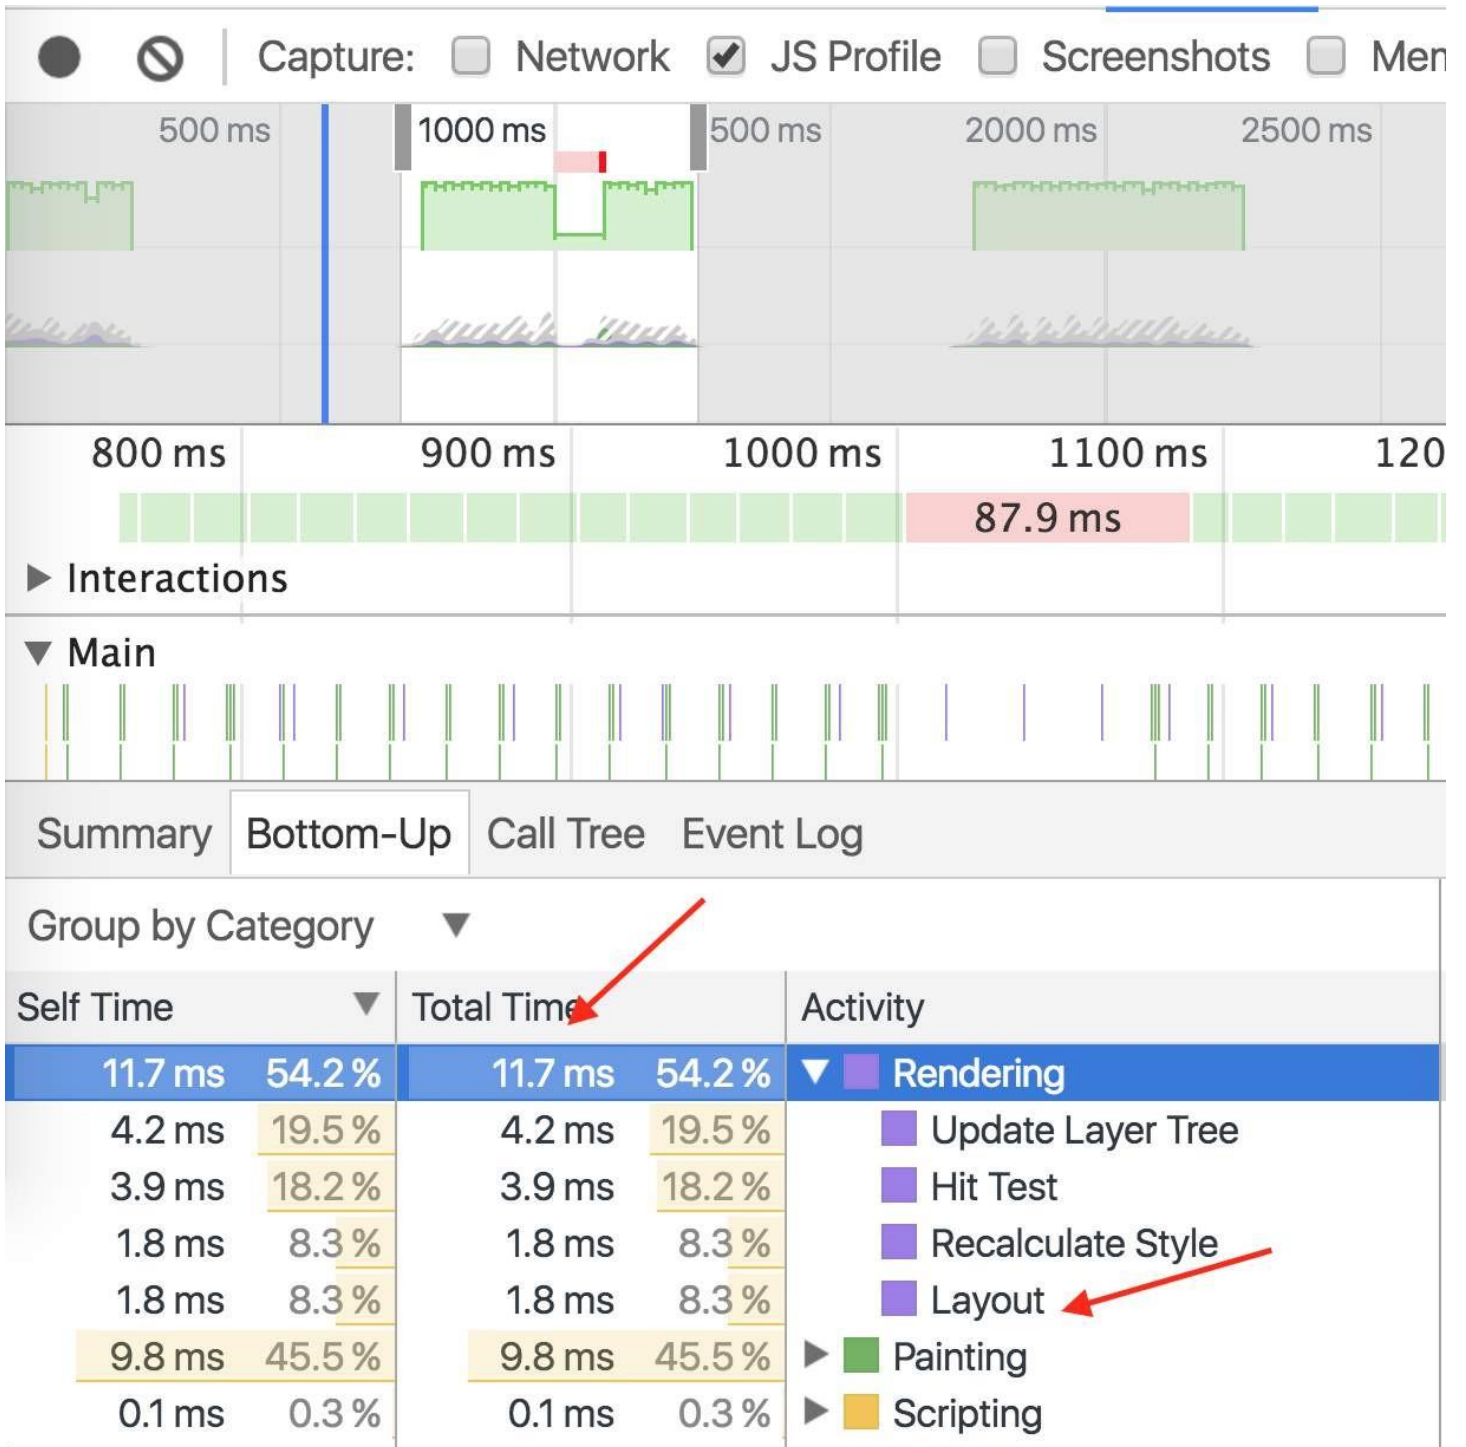 Capture: Network JS Profile Screenshots Mem
500 ms 1000 ms 500 ms 2000 ms 2500 ms
800 ms 900 ms 1000 ms 1100 ms 120
87.9 ms
Interactions
Main
Summary Bottom-Up Call Tree Event Log
Group by Category
Self Time Total Time Activity
11.7 ms 54.2 % 11.7 ms 54.2 % Rendering
4.2 ms 19.5 % 4.2 ms 19.5 % Update Layer Tree
3.9 ms 18.2 % 3.9 ms 18.2 % Hit Test
1.8 ms 8.3 % 1.8 ms 8.3 % Recalculate Style
1.8 ms 8.3 % 1.8 ms 8.3 % Layout
9.8 ms 45.5 % 9.8 ms 45.5 % Painting
0.1 ms 0.3 % 0.1 ms 0.3 % Scripting